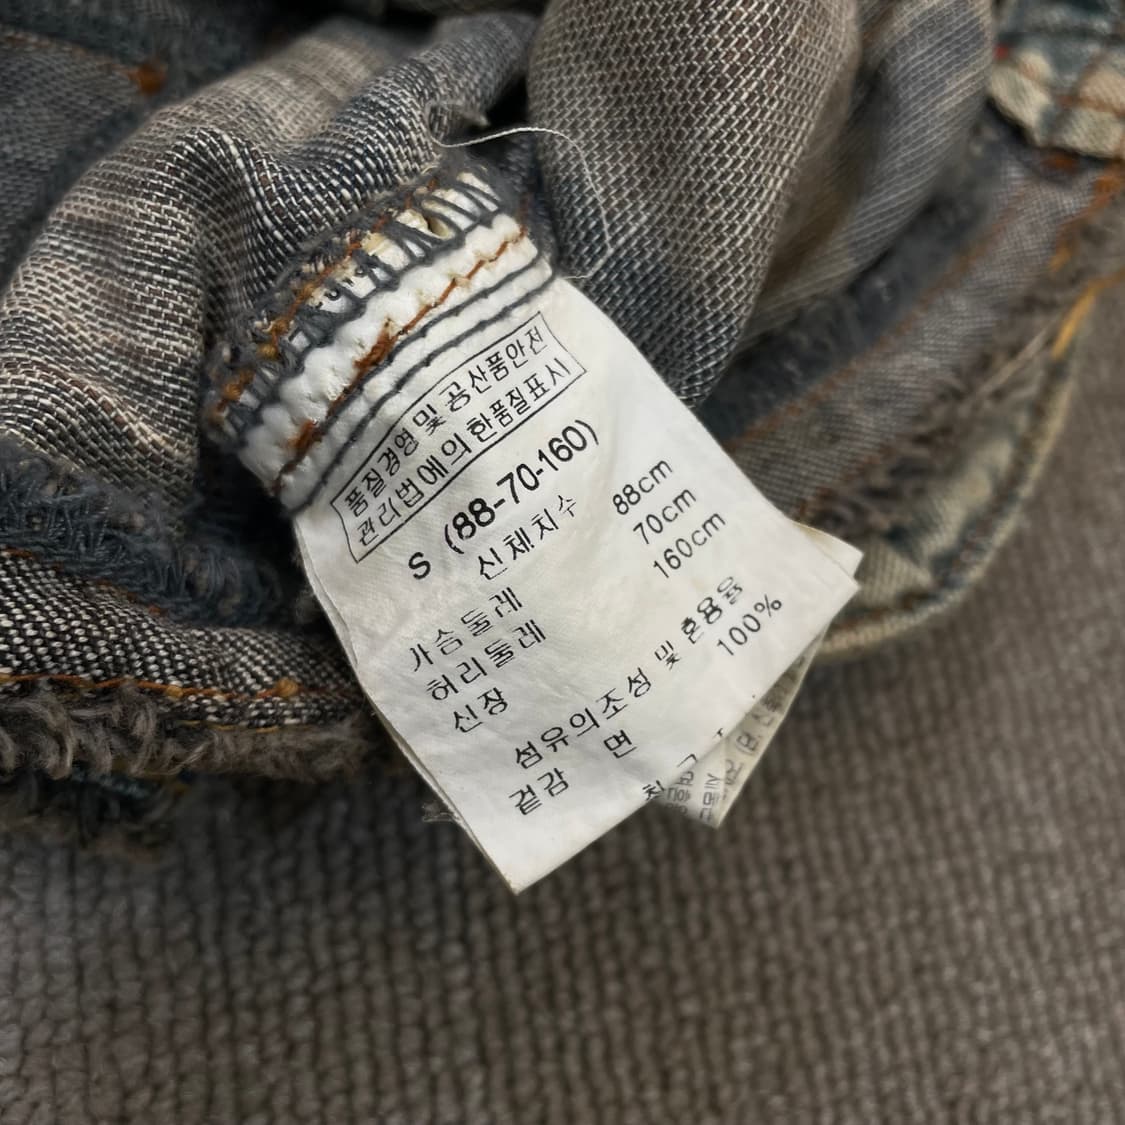 품질경영 및 공산품안전
관리법에의 한품질표시
S (88-70-160)
신체치수
가슴둘레 88cm
허리둘레 70cm
신장 160cm
섬유의조성 및 혼용율
겉감 면 100%